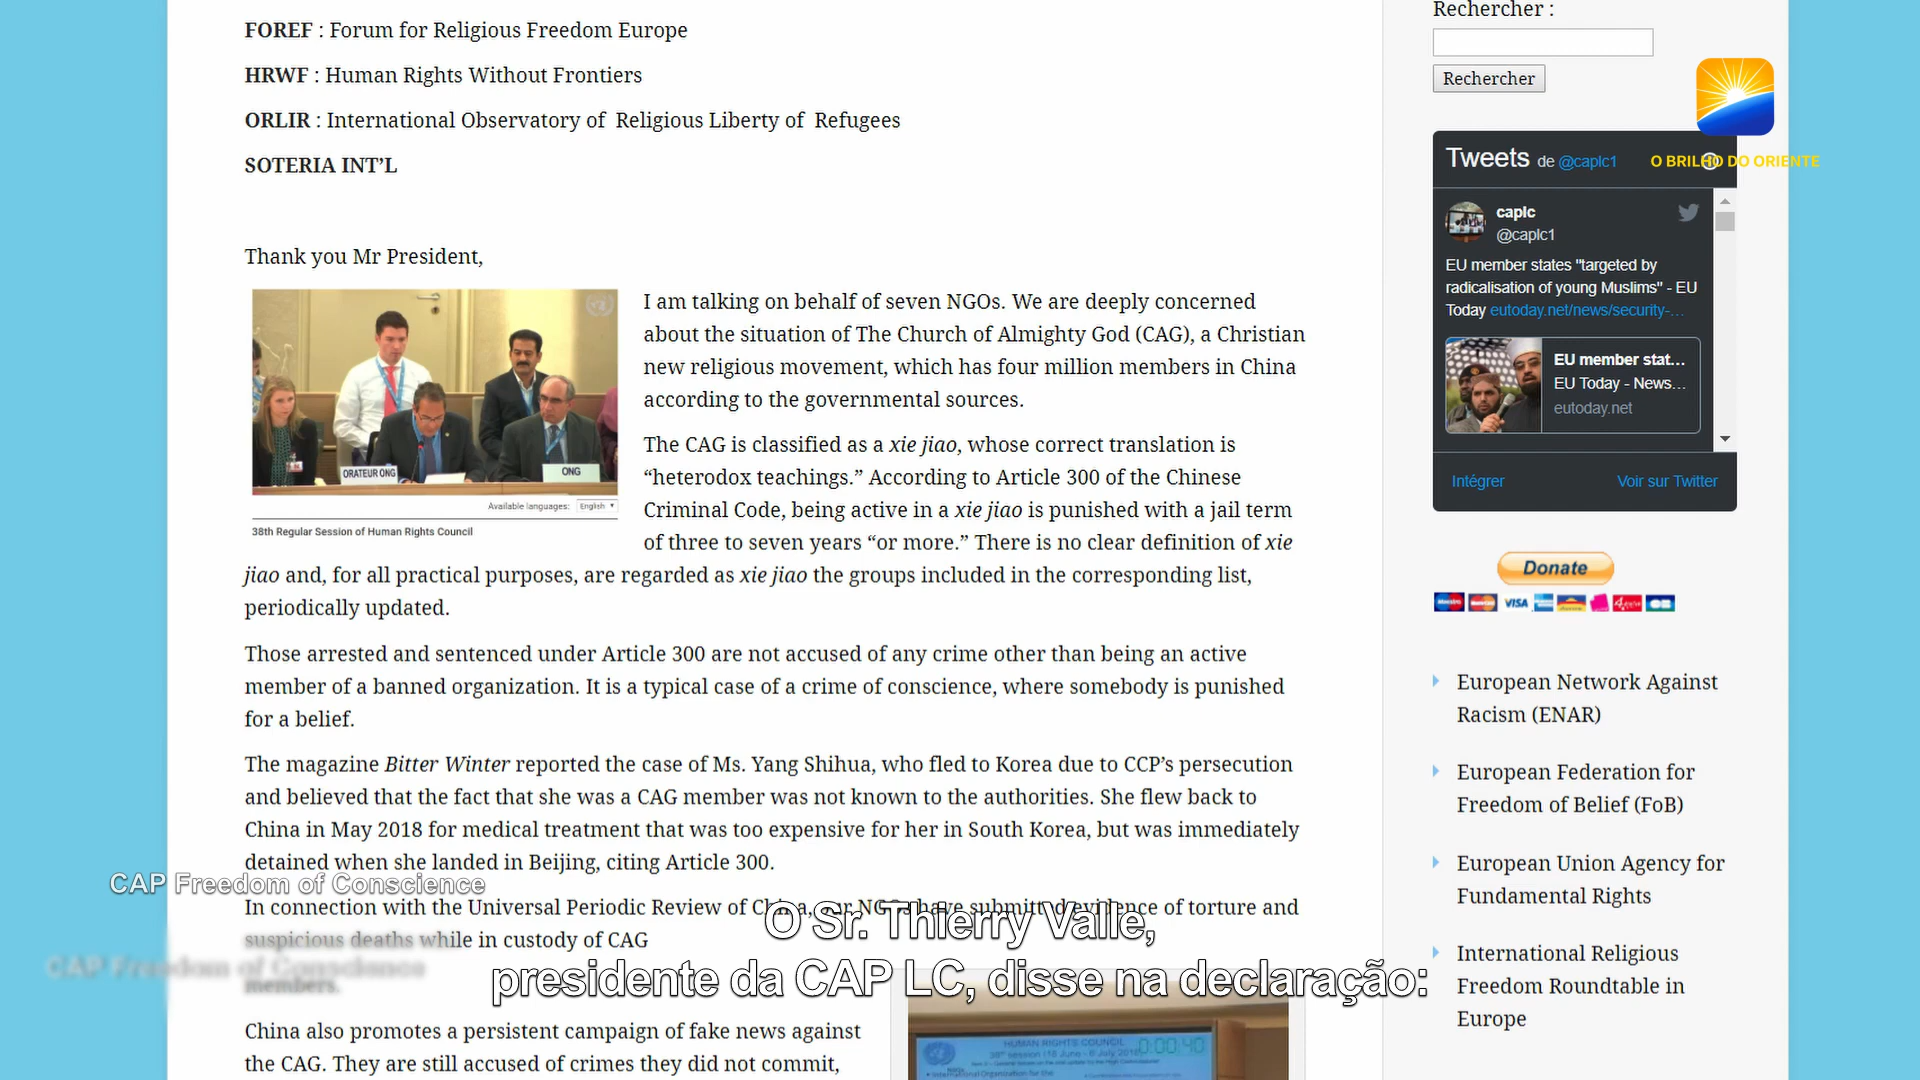 FOREF : Forum for Religious Freedom Europe
HRWF : Human Rights Without Frontiers
ORLIR : International Observatory of Religious Liberty of Refugees
SOTERIA INT’L
Thank you Mr President,
ORATEUR ONG
ONG
Available languages: English
38th Regular Session of Human Rights Council
I am talking on behalf of seven NGOs. We are deeply concerned
about the situation of The Church of Almighty God (CAG), a Christian
new religious movement, which has four million members in China
according to the governmental sources.
The CAG is classified as a xie jiao, whose correct translation is
“heterodox teachings.” According to Article 300 of the Chinese
Criminal Code, being active in a xie jiao is punished with a jail term
of three to seven years “or more.” There is no clear definition of xie
jiao and, for all practical purposes, are regarded as xie jiao the groups included in the corresponding list,
periodically updated.
Those arrested and sentenced under Article 300 are not accused of any crime other than being an active
member of a banned organization. It is a typical case of a crime of conscience, where somebody is punished
for a belief.
The magazine Bitter Winter reported the case of Ms. Yang Shihua, who fled to Korea due to CCP’s persecution
and believed that the fact that she was a CAG member was not known to the authorities. She flew back to
China in May 2018 for medical treatment that was too expensive for her in South Korea, but was immediately
detained when she landed in Beijing, citing Article 300.
In connection with the Universal Periodic Review of China, our NGOs have submitted evidence of torture and
suspicious deaths while in custody of CAG
members.
China also promotes a persistent campaign of fake news against
the CAG. They are still accused of crimes they did not commit,
HUMAN RIGHTS COUNCIL
38th session (18 June - 6 July 2018)
0:00:40
CAP Freedom of Conscience
CAP Freedom of Conscience
O Sr. Thierry Valle,
presidente da CAP LC, disse na declaração:
Rechercher :
Rechercher
O BRILHO DO ORIENTE
Tweets de @caplc1
caplc
@caplc1
EU member states "targeted by
radicalisation of young Muslims" - EU
Today eutoday.net/news/security-…
EU member stat...
EU Today - News...
eutoday.net
Intégrer
Voir sur Twitter
Donate
Maestro
VISA
European Network Against
Racism (ENAR)
European Federation for
Freedom of Belief (FoB)
European Union Agency for
Fundamental Rights
International Religious
Freedom Roundtable in
Europe